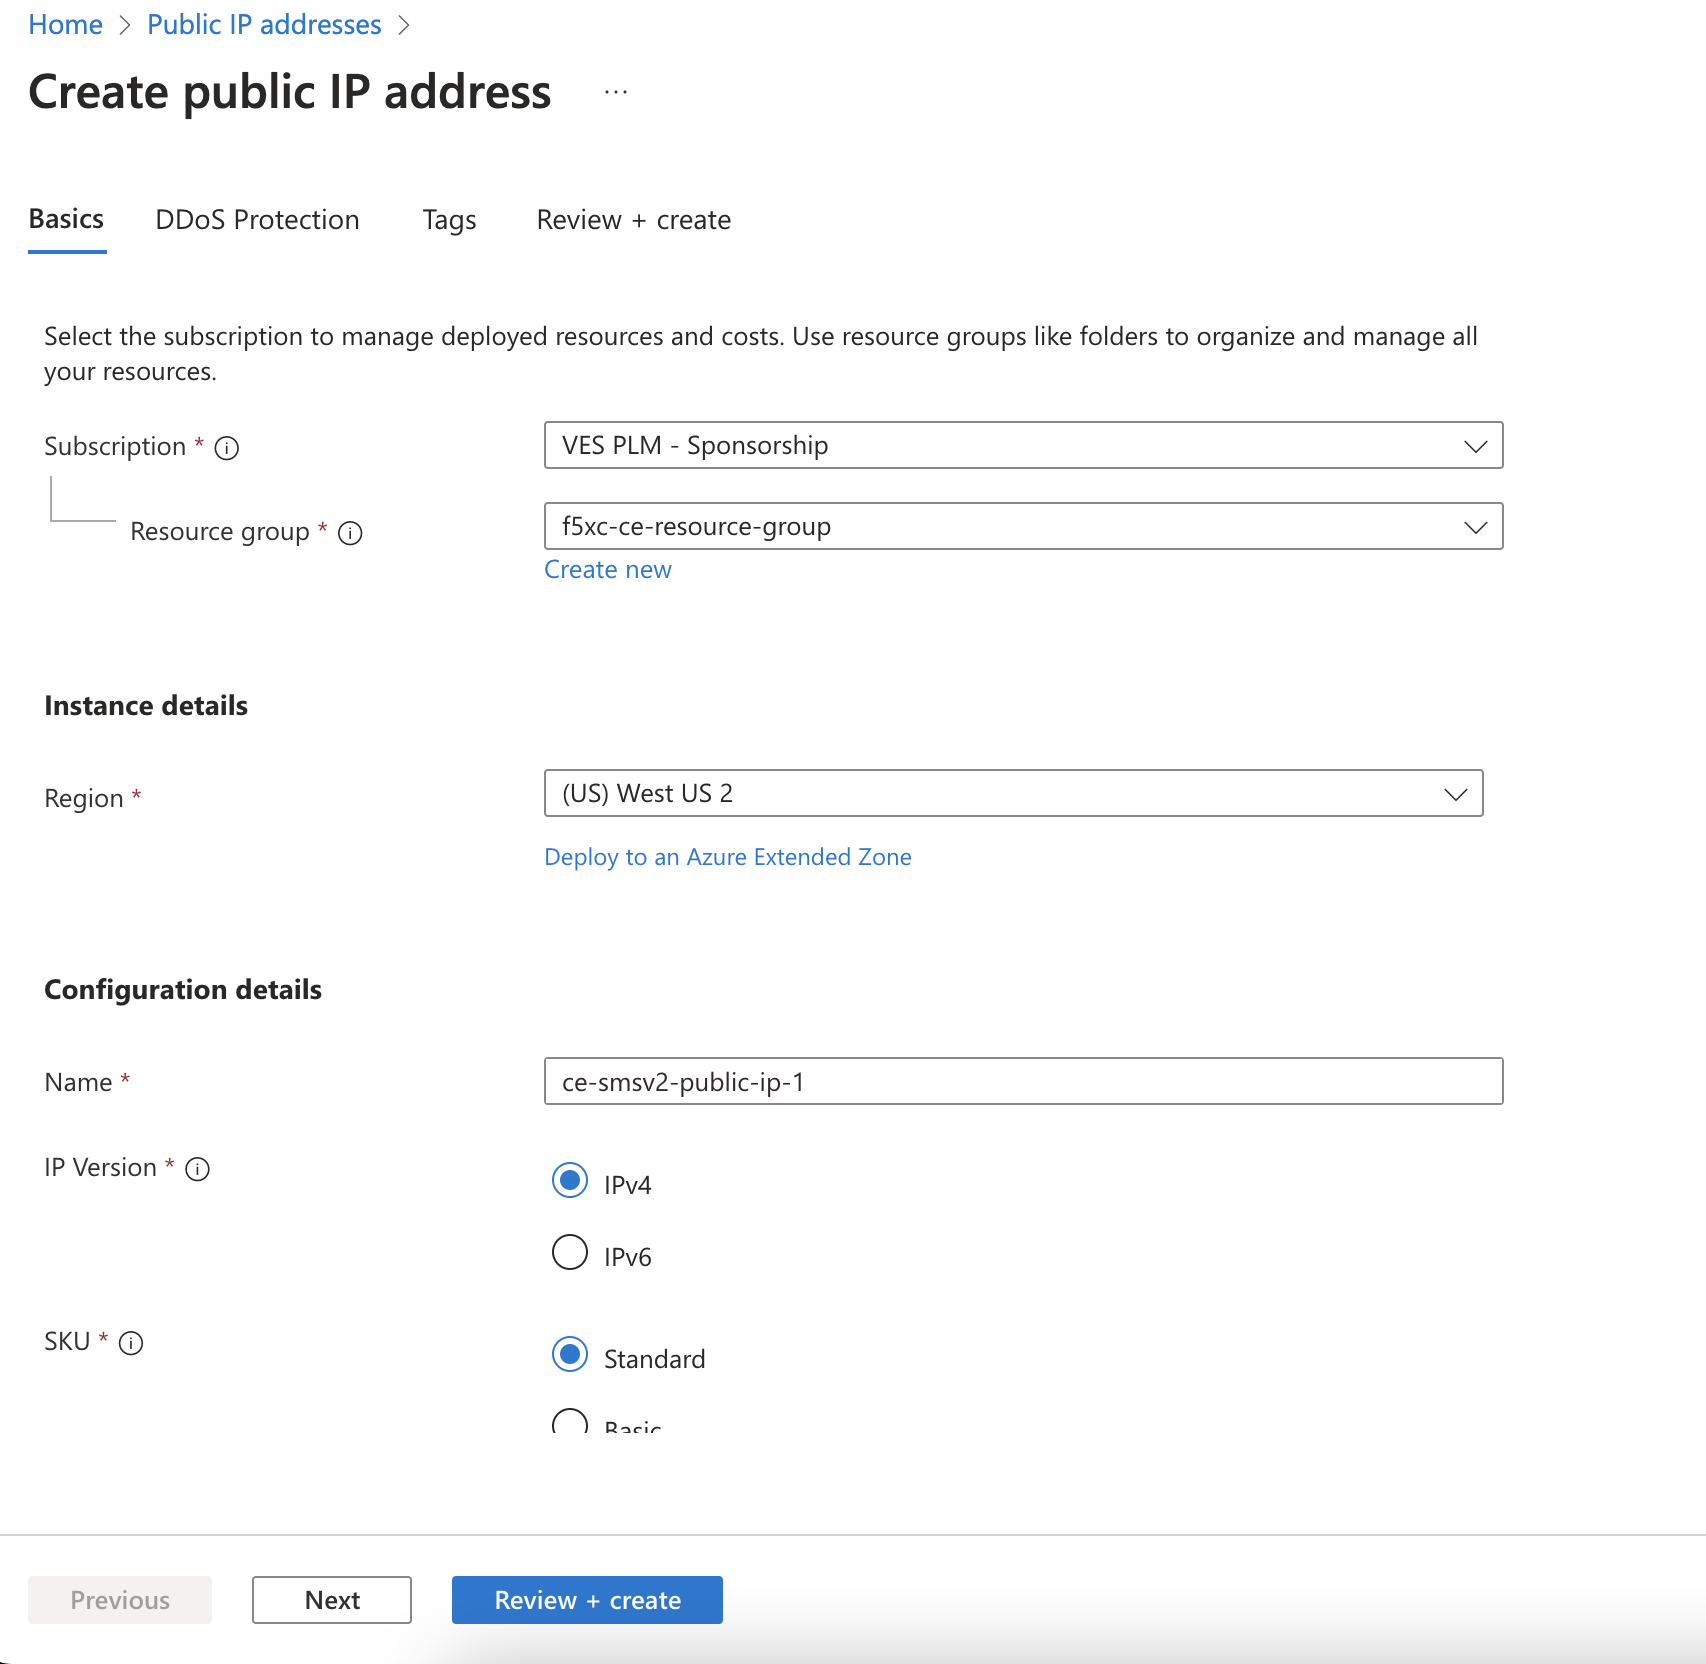 Home > Public IP addresses >
Create public IP address ...
Basics DDoS Protection Tags Review + create
Select the subscription to manage deployed resources and costs. Use resource groups like folders to organize and manage all
your resources.
Subscription *
VES PLM - Sponsorship
Resource group *
f5xc-ce-resource-group
Create new
Instance details
Region *
(US) West US 2
Deploy to an Azure Extended Zone
Configuration details
Name *
ce-smsv2-public-ip-1
IP Version *
IPv4
IPv6
SKU *
Standard
Basic
Previous Next Review + create